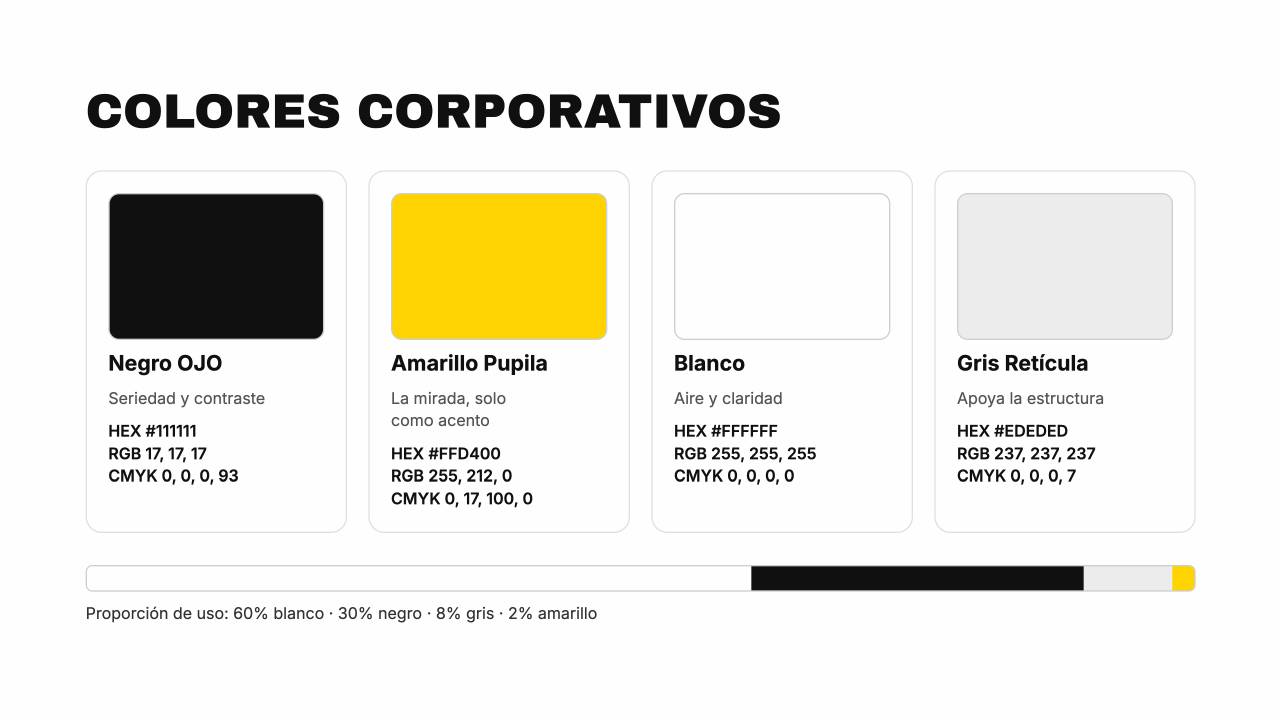 COLORES CORPORATIVOS
Negro OJO
Seriedad y contraste
HEX #111111
RGB 17, 17, 17
CMYK 0, 0, 0, 93
Amarillo Pupila
La mirada, solo
como acento
HEX #FFD400
RGB 255, 212, 0
CMYK 0, 17, 100, 0
Blanco
Aire y claridad
HEX #FFFFFF
RGB 255, 255, 255
CMYK 0, 0, 0, 0
Gris Retícula
Apoya la estructura
HEX #EDEDED
RGB 237, 237, 237
CMYK 0, 0, 0, 7
Proporción de uso: 60% blanco · 30% negro · 8% gris · 2% amarillo